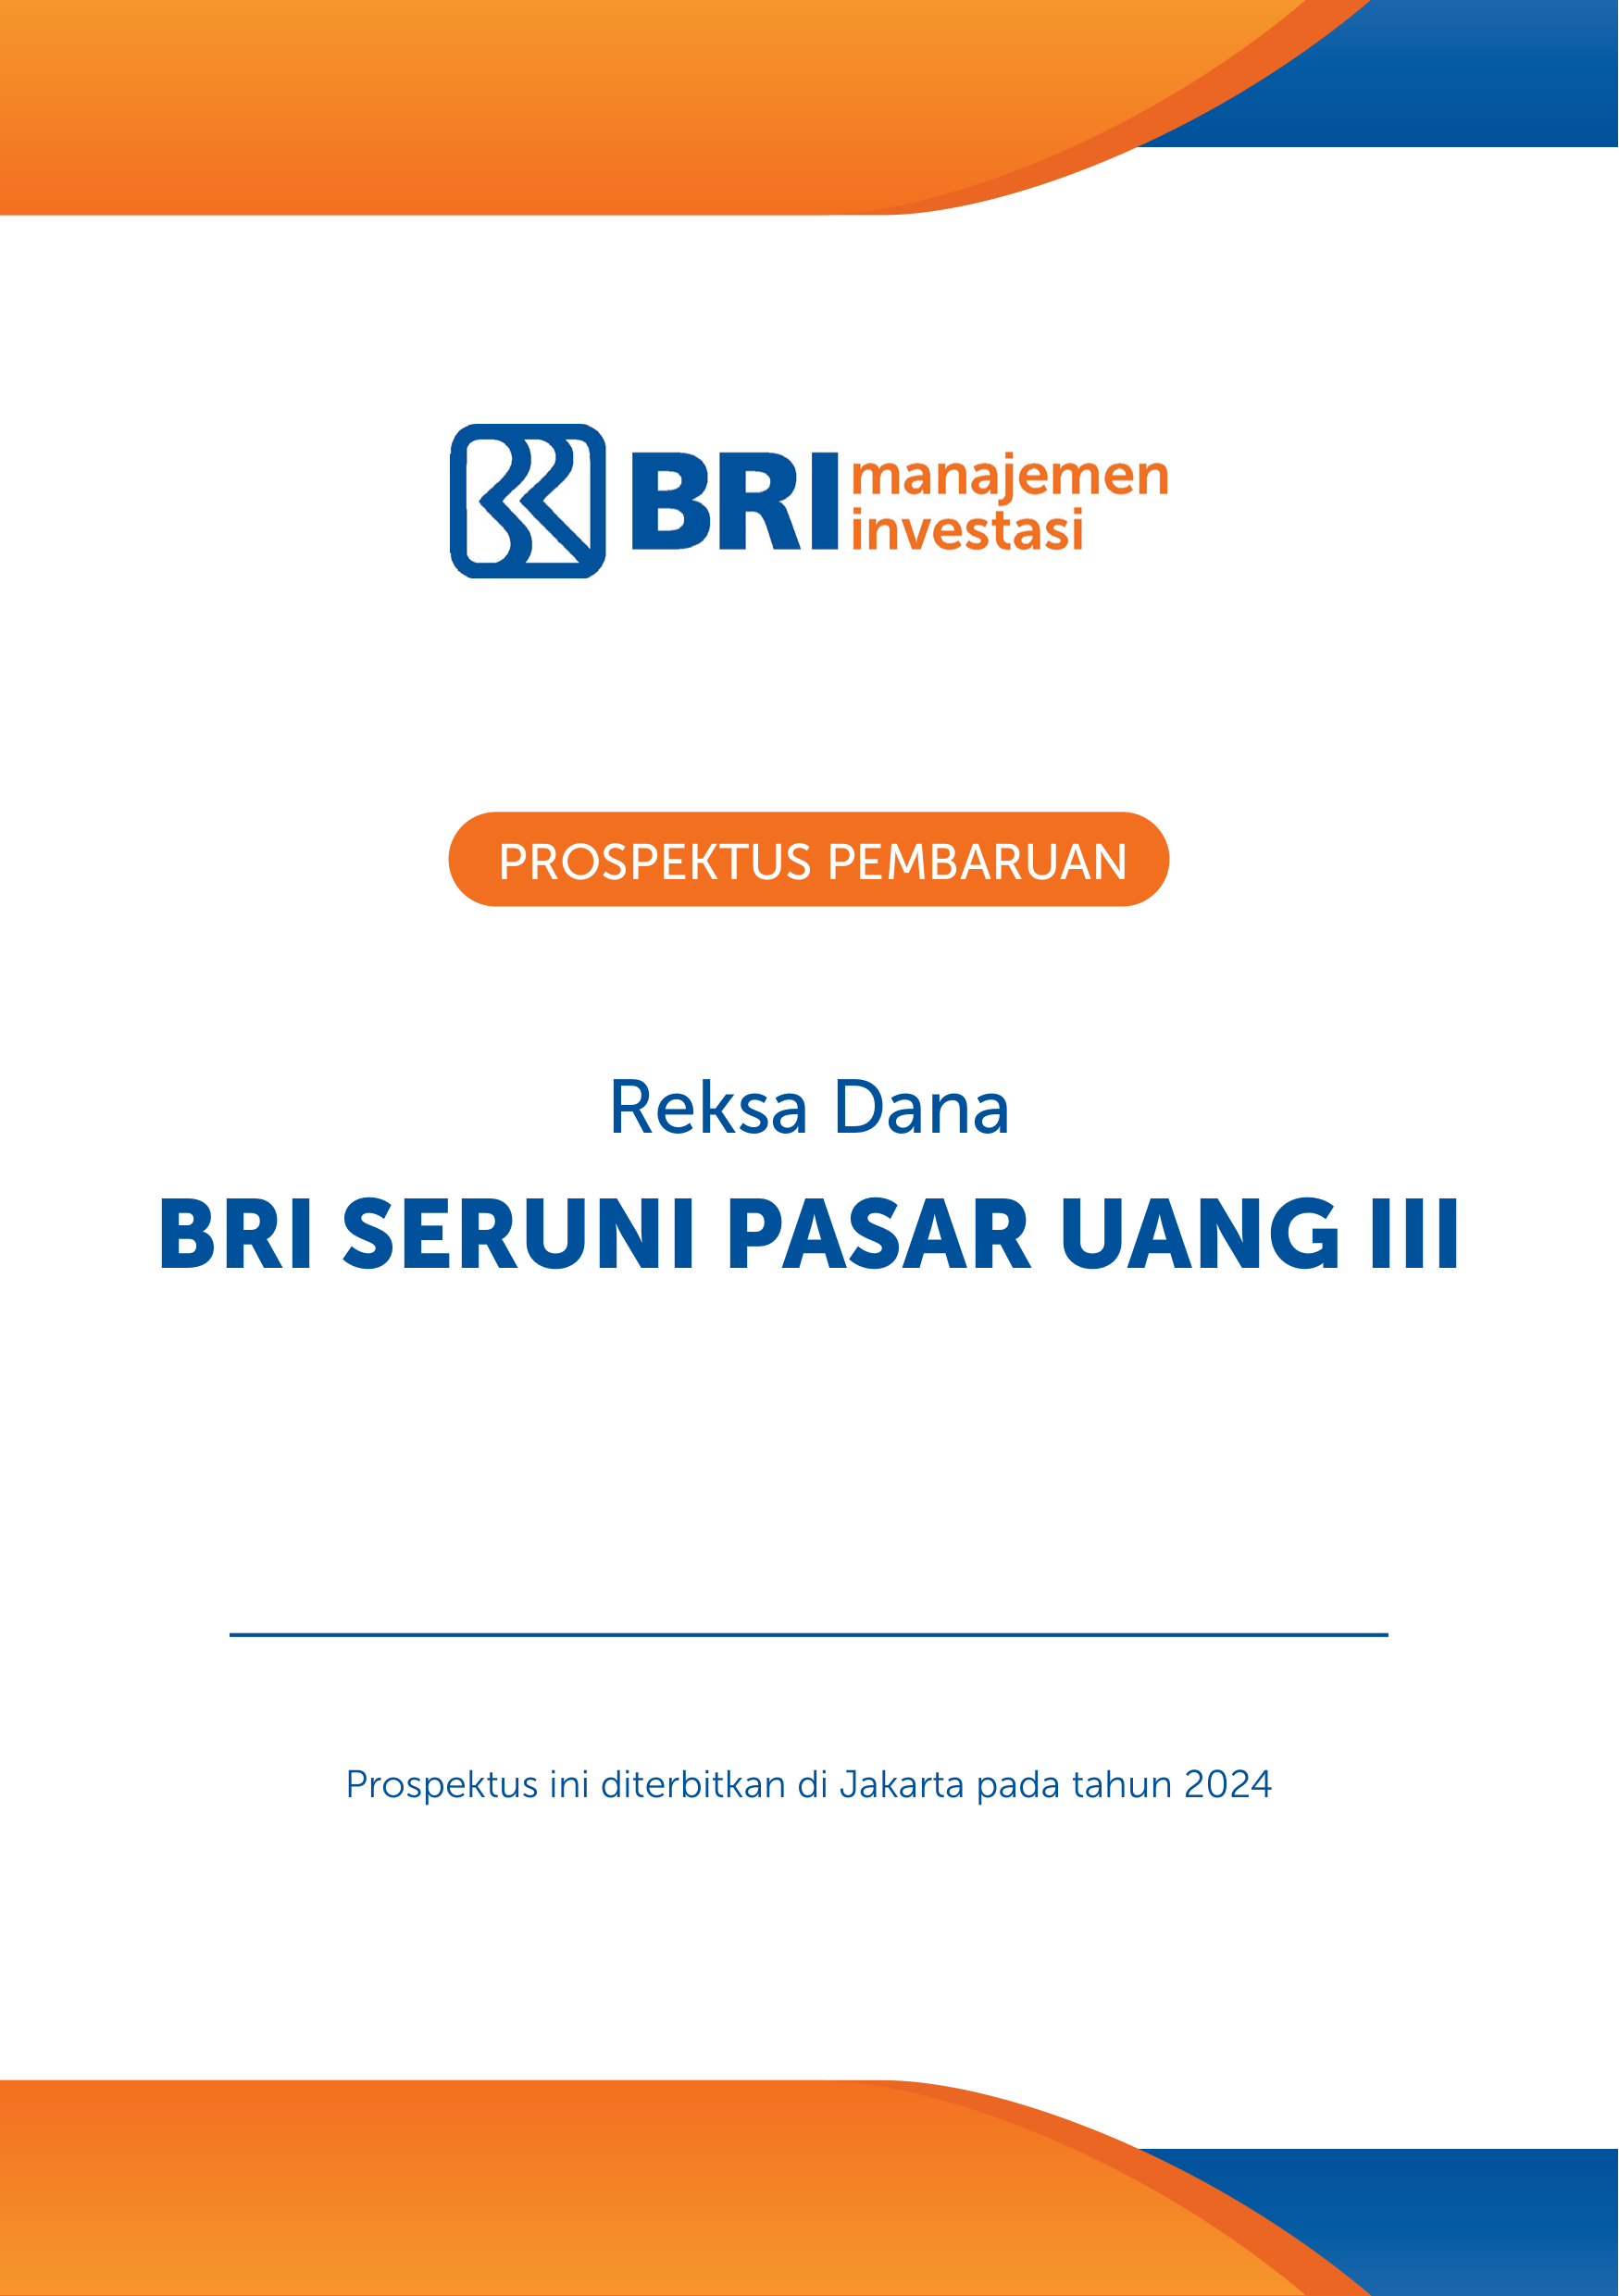 BRI manajemen
investasi
PROSPEKTUS PEMBARUAN
Reksa Dana
BRI SERUNI PASAR UANG III
Prospektus ini diterbitkan di Jakarta pada tahun 2024